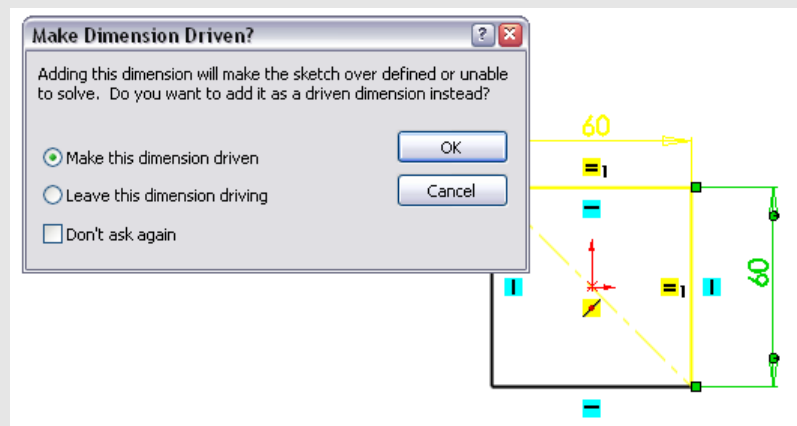 Make Dimension Driven?
Adding this dimension will make the sketch over defined or unable
to solve. Do you want to add it as a driven dimension instead?
Make this dimension driven
OK
Leave this dimension driving
Cancel
Don't ask again
60
=1
=1
60